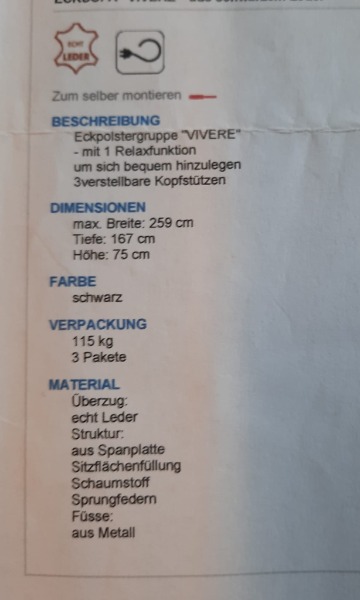 ECHT
LEDER
Zum selber montieren
BESCHREIBUNG
Eckpolstergruppe "VIVERE"
- mit 1 Relaxfunktion
um sich bequem hinzulegen
3verstellbare Kopfstützen
DIMENSIONEN
max. Breite: 259 cm
Tiefe: 167 cm
Höhe: 75 cm
FARBE
schwarz
VERPACKUNG
115 kg
3 Pakete
MATERIAL
Überzug:
echt Leder
Struktur:
aus Spanplatte
Sitzflächenfüllung
Schaumstoff
Sprungfedern
Füsse:
aus Metall